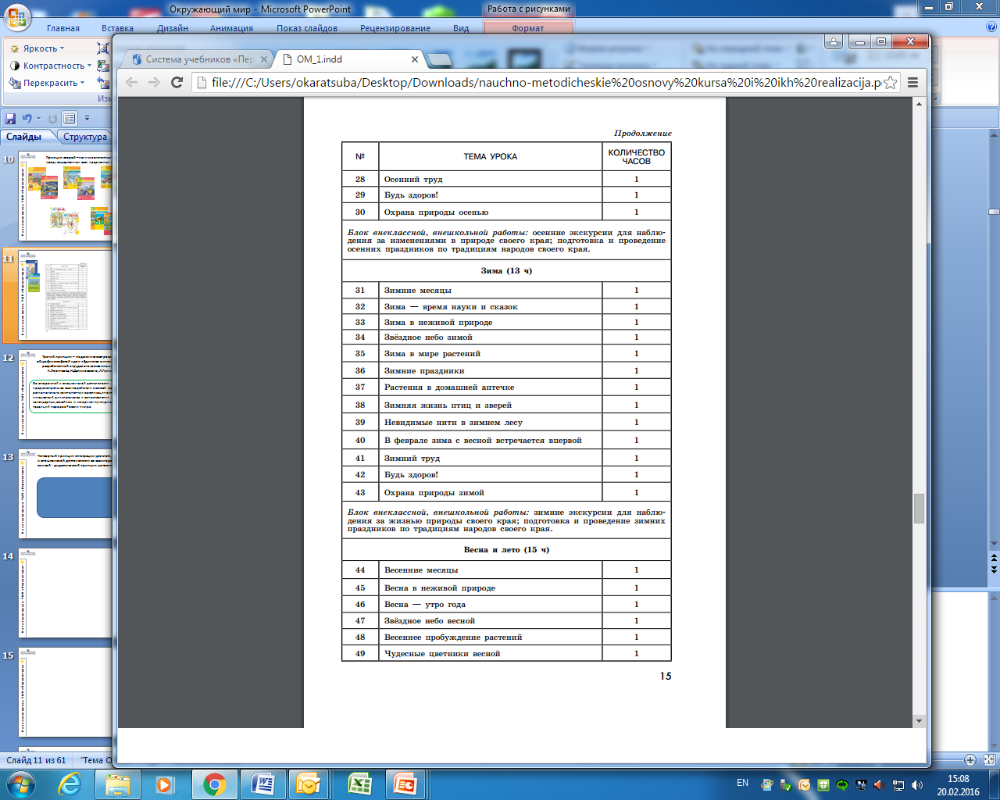 Окружающий мир - Microsoft PowerPoint
Работа с рисунками
Главная Вставка Дизайн Анимация Показ слайдов Рецензирование Вид Формат
Яркость
Контрастность
Перекрасить
Слайды Структура
10
11
12
13
14
15
Слайд 11 из 61
Система учебников «Пер
OM_1.indd
file:///C:/Users/okaratsuba/Desktop/Downloads/nauchno-metodicheskie%20osnovy%20kursa%20i%20ikh%20realizacija.p
Продолжение
№ ТЕМА УРОКА КОЛИЧЕСТВО
ЧАСОВ
28 Осенний труд 1
29 Будь здоров! 1
30 Охрана природы осенью 1
Блок внеклассной, внешкольной работы: осенние экскурсии для наблю-
дения за изменениями в природе своего края; подготовка и проведение
осенних праздников по традициям народов своего края.
Зима (13 ч)
31 Зимние месяцы 1
32 Зима — время науки и сказок 1
33 Зима в неживой природе 1
34 Звёздное небо зимой 1
35 Зима в мире растений 1
36 Зимние праздники 1
37 Растения в домашней аптечке 1
38 Зимняя жизнь птиц и зверей 1
39 Невидимые нити в зимнем лесу 1
40 В феврале зима с весной встречается впервой 1
41 Зимний труд 1
42 Будь здоров! 1
43 Охрана природы зимой 1
Блок внеклассной, внешкольной работы: зимние экскурсии для наблю-
дения за жизнью природы своего края; подготовка и проведение зимних
праздников по традициям народов своего края.
Весна и лето (15 ч)
44 Весенние месяцы 1
45 Весна в неживой природе 1
46 Весна — утро года 1
47 Звёздное небо весной 1
48 Весеннее пробуждение растений 1
49 Чудесные цветники весной 1
15
EN
15:08
20.02.2016